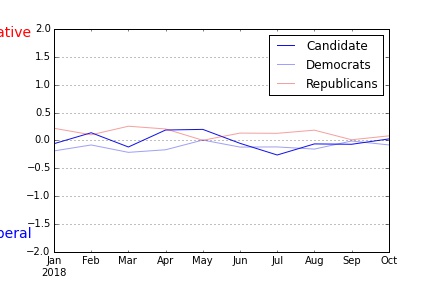 ative
2.0
1.5
1.0
0.5
0.0
−0.5
−1.0
−1.5
−2.0
beral
Candidate
Democrats
Republicans
Jan Feb Mar Apr May Jun Jul Aug Sep Oct
2018